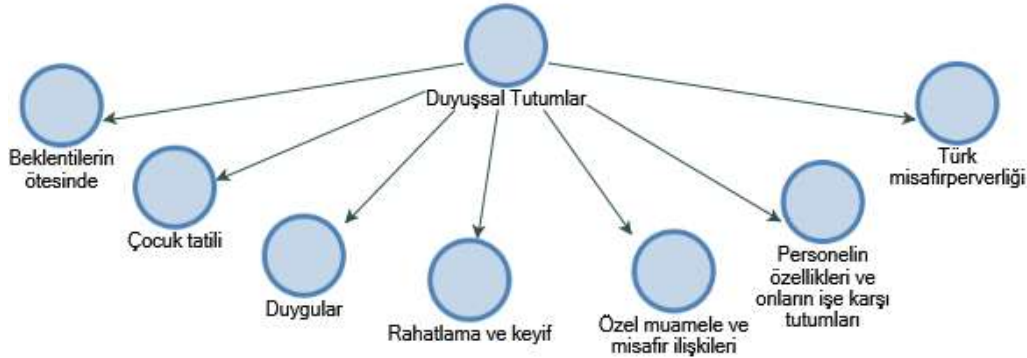 Duyuşsal Tutumlar
Beklentilerin
ötesinde
Çocuk tatili
Duygular
Rahatlama ve keyif
Özel muamele ve
misafir ilişkileri
Personelin
özellikleri ve
onların işe karşı
tutumları
Türk
misafirperverliği